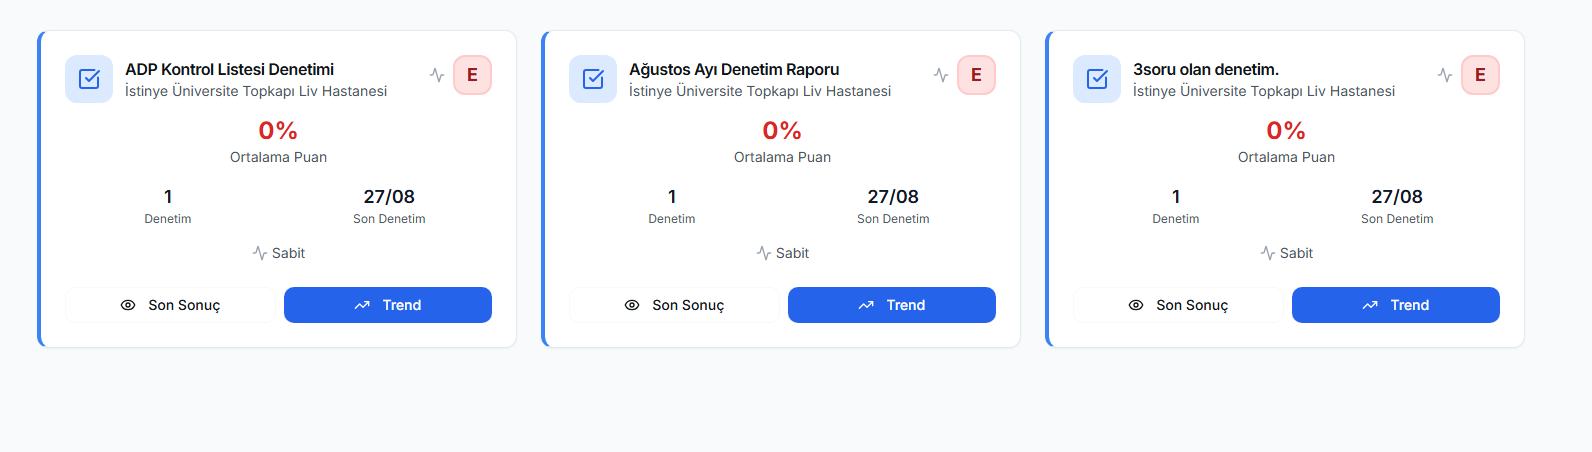 ADP Kontrol Listesi Denetimi
İstinye Üniversite Topkapı Liv Hastanesi
E
0%
Ortalama Puan
1
Denetim
27/08
Son Denetim
Sabit
Son Sonuç
Trend
Ağustos Ayı Denetim Raporu
İstinye Üniversite Topkapı Liv Hastanesi
E
0%
Ortalama Puan
1
Denetim
27/08
Son Denetim
Sabit
Son Sonuç
Trend
3soru olan denetim.
İstinye Üniversite Topkapı Liv Hastanesi
E
0%
Ortalama Puan
1
Denetim
27/08
Son Denetim
Sabit
Son Sonuç
Trend